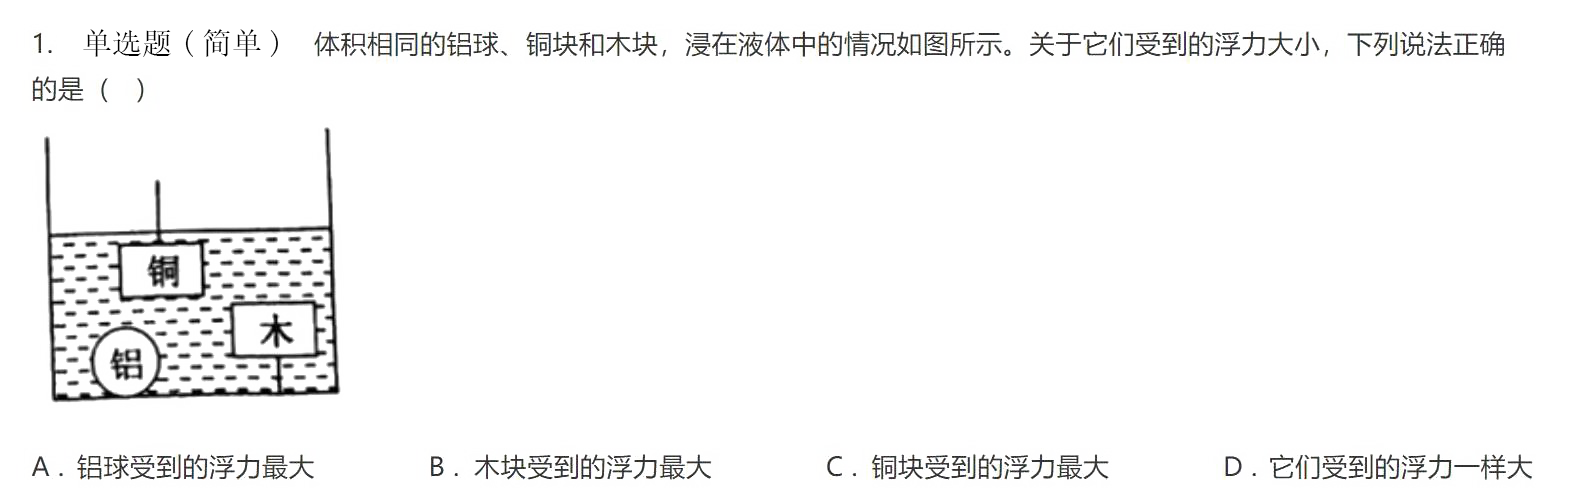 1. 单选题（简单） 体积相同的铝球、铜块和木块，浸在液体中的情况如图所示。关于它们受到的浮力大小，下列说法正确
的是（ ）
铜
木
铝
A．铝球受到的浮力最大 B．木块受到的浮力最大 C．铜块受到的浮力最大 D．它们受到的浮力一样大